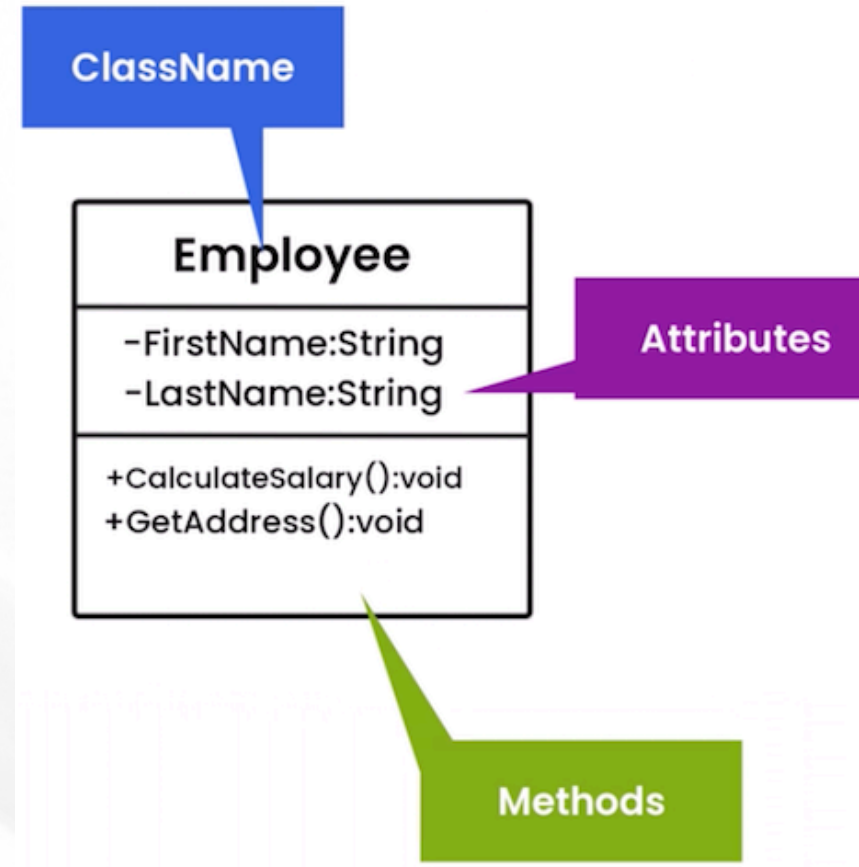 ClassName
Employee
-FirstName:String
-LastName:String
Attributes
+CalculateSalary():void
+GetAddress():void
Methods